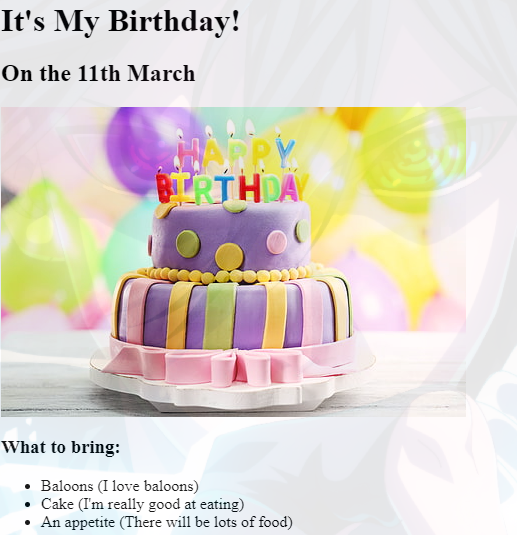 It's My Birthday!
On the 11th March
HAPPY
BIRTHDAY
What to bring:
Baloons (I love baloons)
Cake (I'm really good at eating)
An appetite (There will be lots of food)